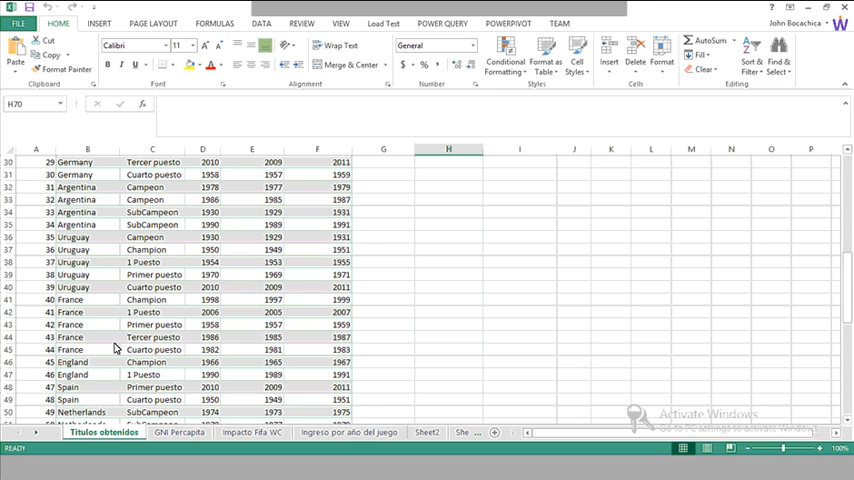 FILE HOME INSERT PAGE LAYOUT FORMULAS DATA REVIEW VIEW Load Test POWER QUERY POWERPIVOT TEAM John Bocachica
Cut
Copy
Format Painter
Paste
Clipboard
Calibri 11
B I U
Font
Wrap Text
Merge & Center
Alignment
General
$ % ,
Number
Conditional Formatting
Format as Table
Cell Styles
Styles
Insert Delete Format
Cells
AutoSum
Fill
Clear
Sort & Filter
Find & Select
Editing
H70 fx
A B C D E F G H I J K L M N O P
30 29 Germany Tercer puesto 2010 2009 2011
31 30 Germany Cuarto puesto 1958 1957 1959
32 31 Argentina Campeon 1978 1977 1979
33 32 Argentina Campeon 1986 1985 1987
34 33 Argentina SubCampeon 1930 1929 1931
35 34 Argentina SubCampeon 1990 1989 1991
36 35 Uruguay Campeon 1930 1929 1931
37 36 Uruguay Champion 1950 1949 1951
38 37 Uruguay 1 Puesto 1954 1953 1955
39 38 Uruguay Primer puesto 1970 1969 1971
40 39 Uruguay Cuarto puesto 2010 2009 2011
41 40 France Champion 1998 1997 1999
42 41 France 1 Puesto 2006 2005 2007
43 42 France Primer puesto 1958 1957 1959
44 43 France Tercer puesto 1986 1985 1987
45 44 France Cuarto puesto 1982 1981 1983
46 45 England Champion 1966 1965 1967
47 46 England 1 Puesto 1990 1989 1991
48 47 Spain Primer puesto 2010 2009 2011
49 48 Spain Cuarto puesto 1950 1949 1951
50 49 Netherlands SubCampeon 1974 1973 1975
Activate Windows
Go to PC settings to activate Windows.
Titulos obtenidos GNI Percapita Impacto Fifa WC Ingreso por año del juego Sheet2 She ...
READY 100%